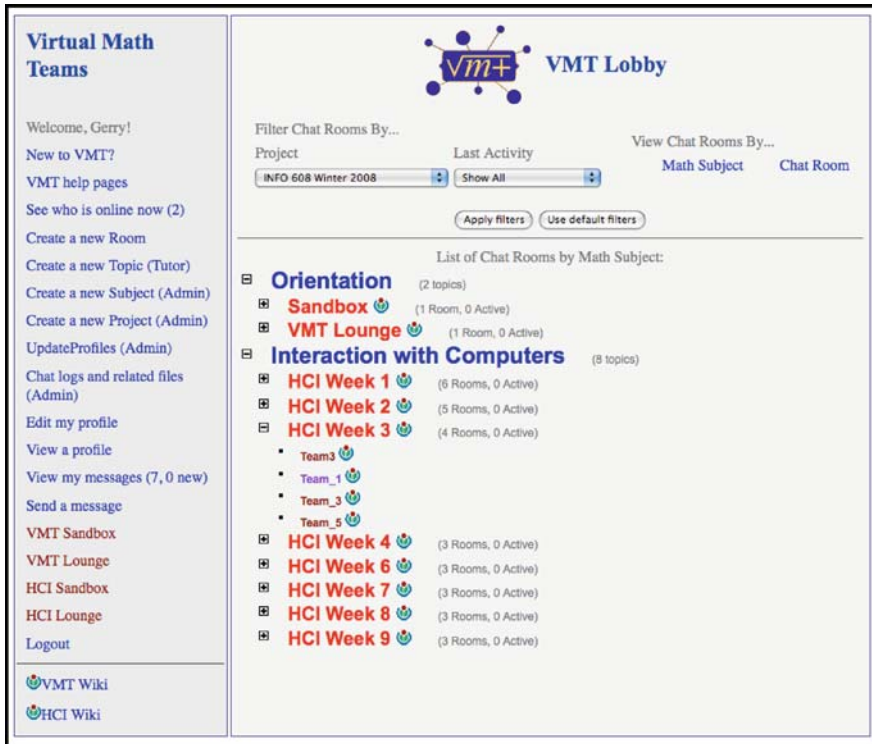 Virtual Math
Teams
Welcome, Gerry!
New to VMT?
VMT help pages
See who is online now (2)
Create a new Room
Create a new Topic (Tutor)
Create a new Subject (Admin)
Create a new Project (Admin)
UpdateProfiles (Admin)
Chat logs and related files
(Admin)
Edit my profile
View a profile
View my messages (7, 0 new)
Send a message
VMT Sandbox
VMT Lounge
HCI Sandbox
HCI Lounge
Logout
VMT Wiki
HCI Wiki
√m+ VMT Lobby
Filter Chat Rooms By...
Project Last Activity
INFO 608 Winter 2008 Show All
View Chat Rooms By...
Math Subject Chat Room
Apply filters Use default filters
List of Chat Rooms by Math Subject:
Orientation (2 topics)
Sandbox (1 Room, 0 Active)
VMT Lounge (1 Room, 0 Active)
Interaction with Computers (8 topics)
HCI Week 1 (6 Rooms, 0 Active)
HCI Week 2 (5 Rooms, 0 Active)
HCI Week 3 (4 Rooms, 0 Active)
Team3
Team_1
Team_3
Team_5
HCI Week 4 (3 Rooms, 0 Active)
HCI Week 6 (3 Rooms, 0 Active)
HCI Week 7 (3 Rooms, 0 Active)
HCI Week 8 (3 Rooms, 0 Active)
HCI Week 9 (3 Rooms, 0 Active)